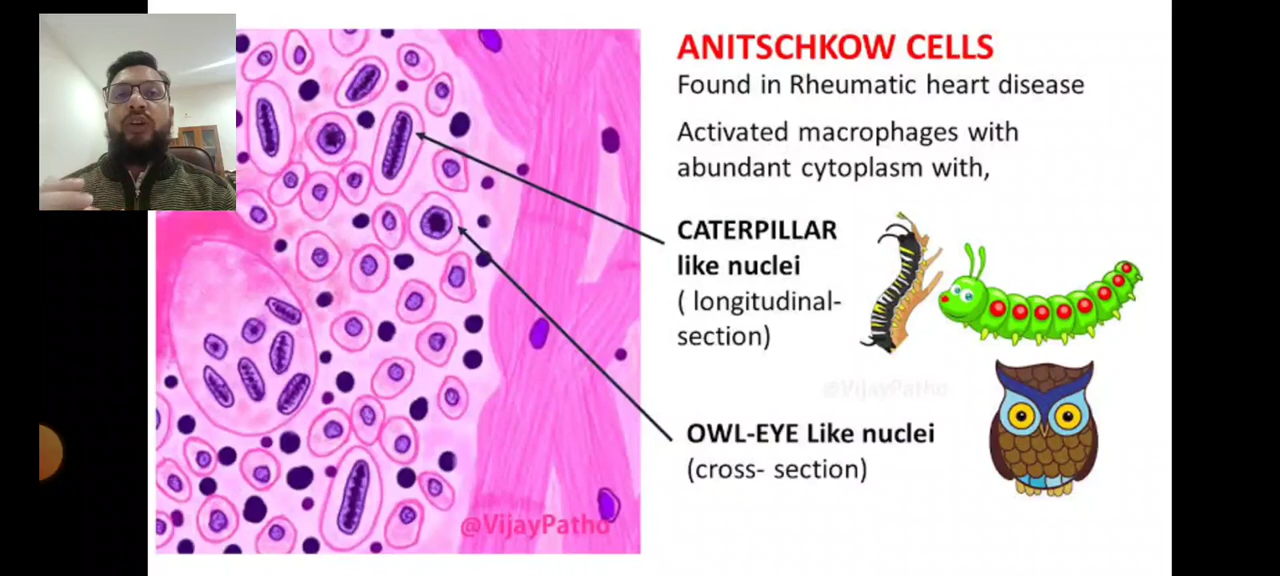 ANITSCHKOW CELLS
Found in Rheumatic heart disease
Activated macrophages with
abundant cytoplasm with,
CATERPILLAR
like nuclei
( longitudinal-
section)
@VijayPatho
OWL-EYE Like nuclei
(cross- section)
@VijayPatho